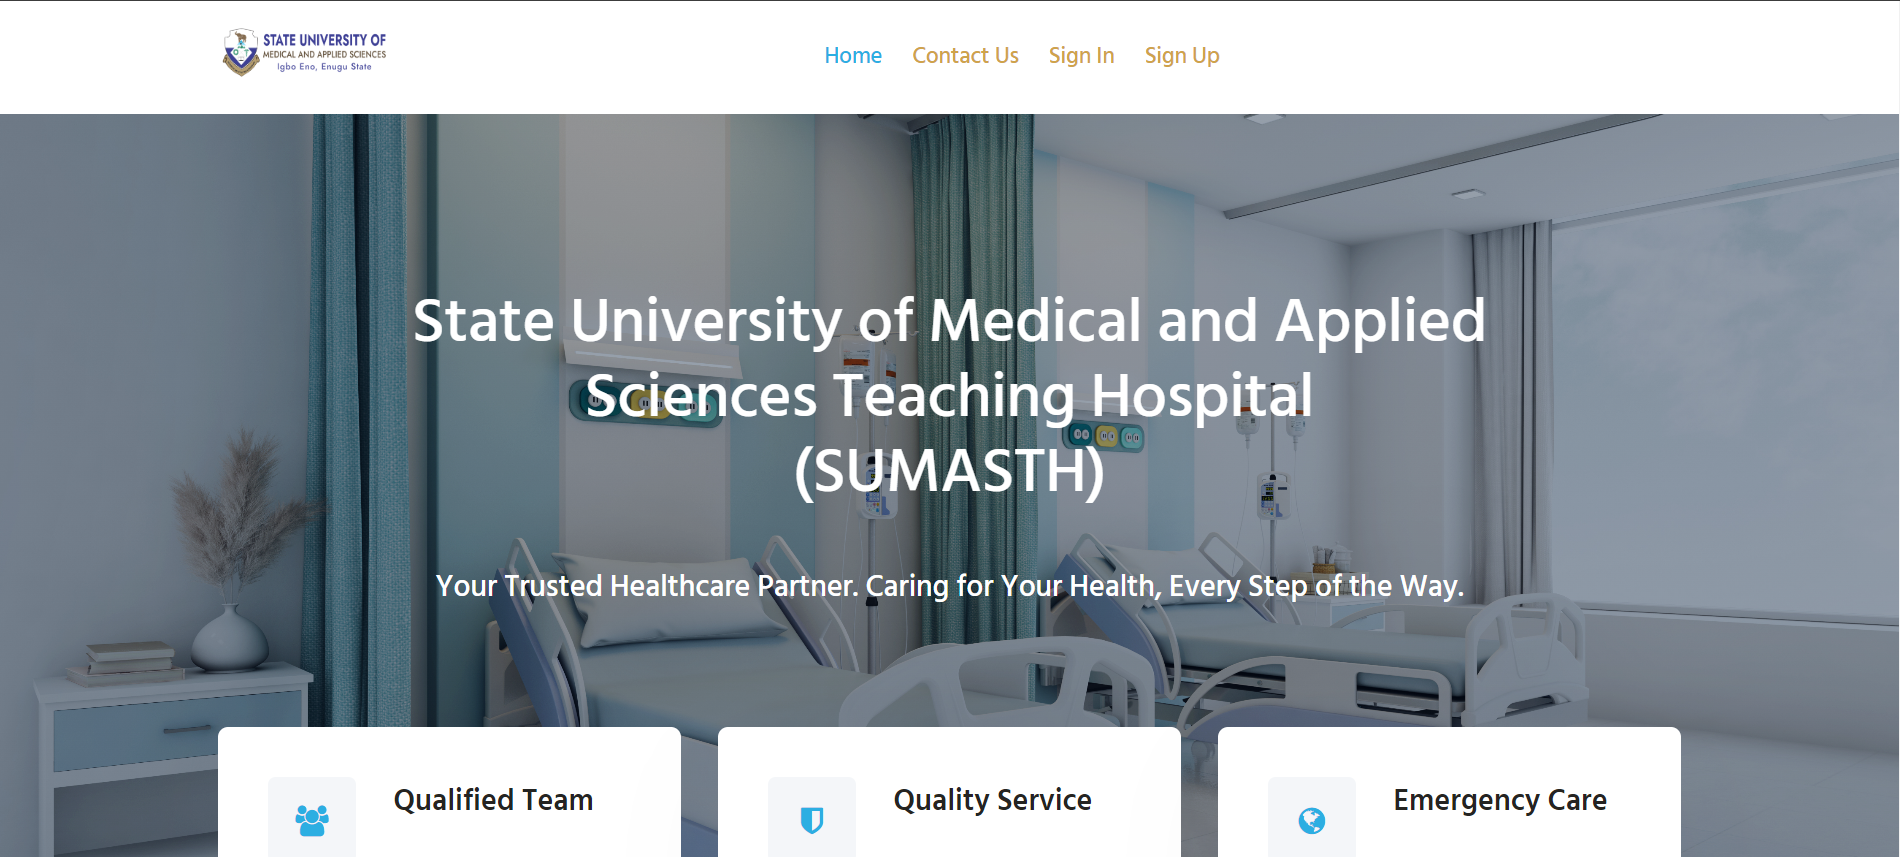 STATE UNIVERSITY OF
MEDICAL AND APPLIED SCIENCES
Igbo Eno, Enugu State
Home
Contact Us
Sign In
Sign Up
State University of Medical and Applied
Sciences Teaching Hospital
(SUMASTH)
Your Trusted Healthcare Partner. Caring for Your Health, Every Step of the Way.
Qualified Team
Quality Service
Emergency Care